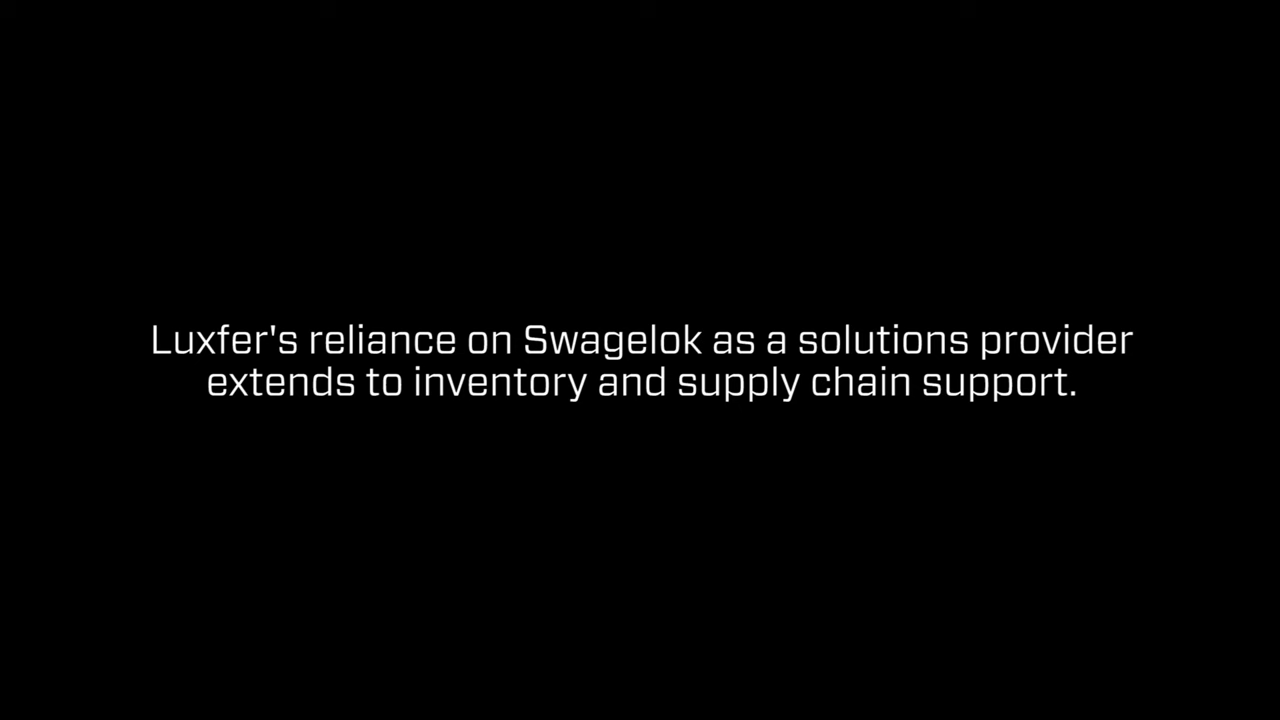 Luxfer's reliance on Swagelok as a solutions provider
extends to inventory and supply chain support.